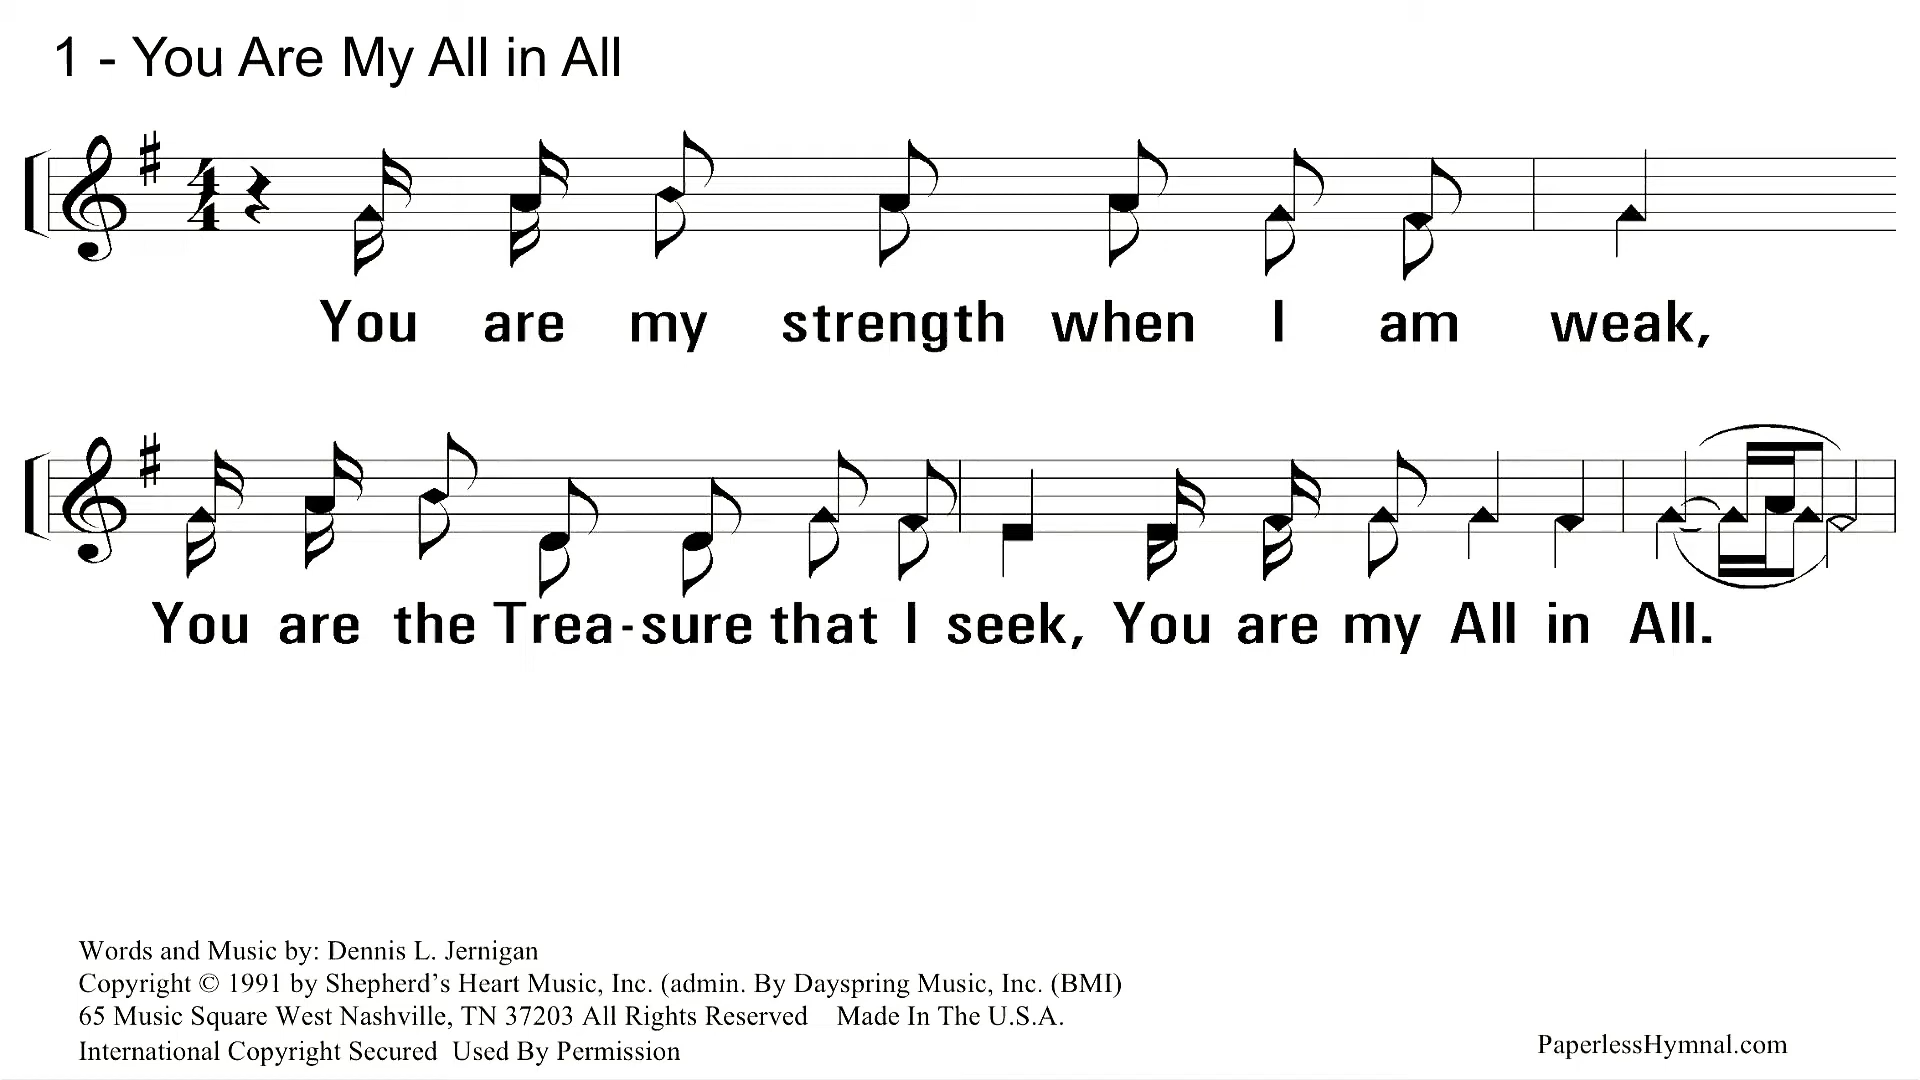 1 - You Are My All in All
4
4
You are my strength when I am weak,
You are the Trea-sure that I seek, You are my All in All.
Words and Music by: Dennis L. Jernigan
Copyright © 1991 by Shepherd’s Heart Music, Inc. (admin. By Dayspring Music, Inc. (BMI)
65 Music Square West Nashville, TN 37203 All Rights Reserved Made In The U.S.A.
International Copyright Secured Used By Permission
PaperlessHymnal.com